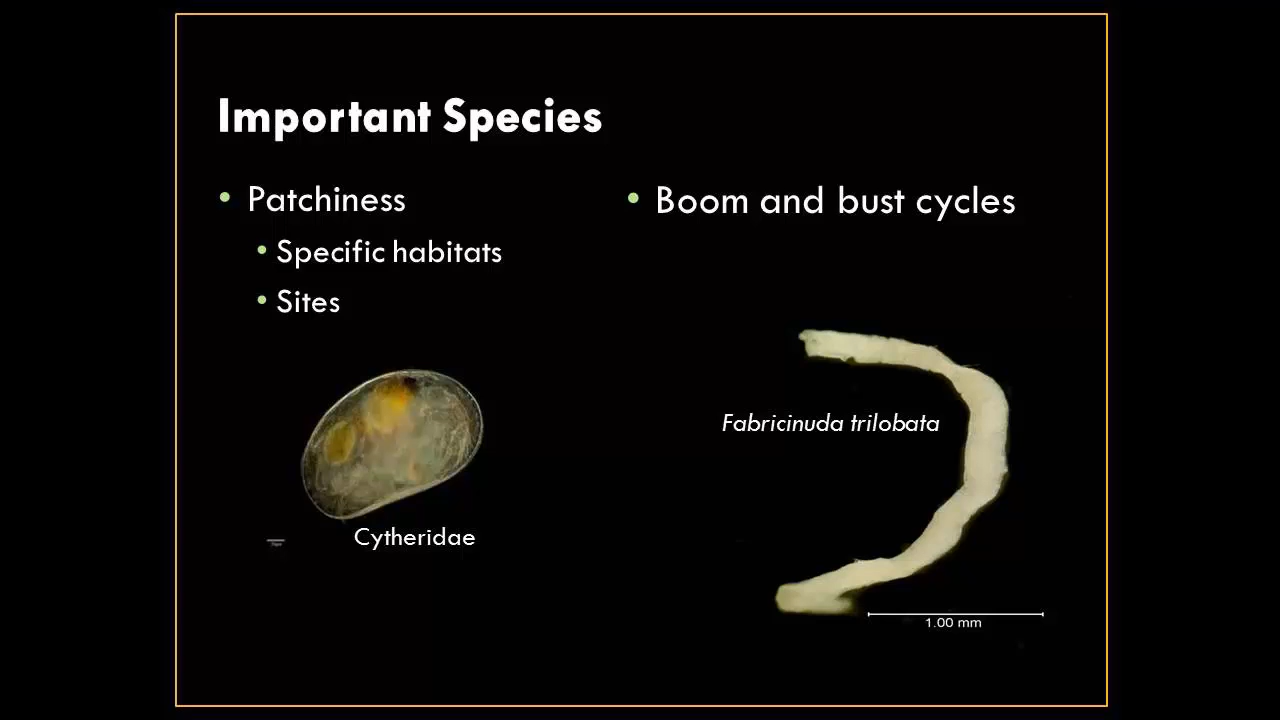 Important Species
• Patchiness
• Specific habitats
• Sites
Cytheridae
• Boom and bust cycles
Fabricinuda trilobata
1.00 mm